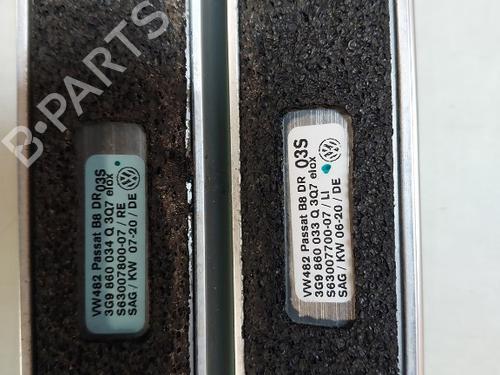 B-PARTS
VW482 Passat B8 DR 03S
3G9 860 034 Q 3Q7 elox
S63007800-07 / RE
SAG / KW 07-20 / DE
VW482 Passat B8 DR 03S
3G9 860 033 Q 3Q7 elox
S63007700-07 / LI
SAG / KW 06-20 / DE